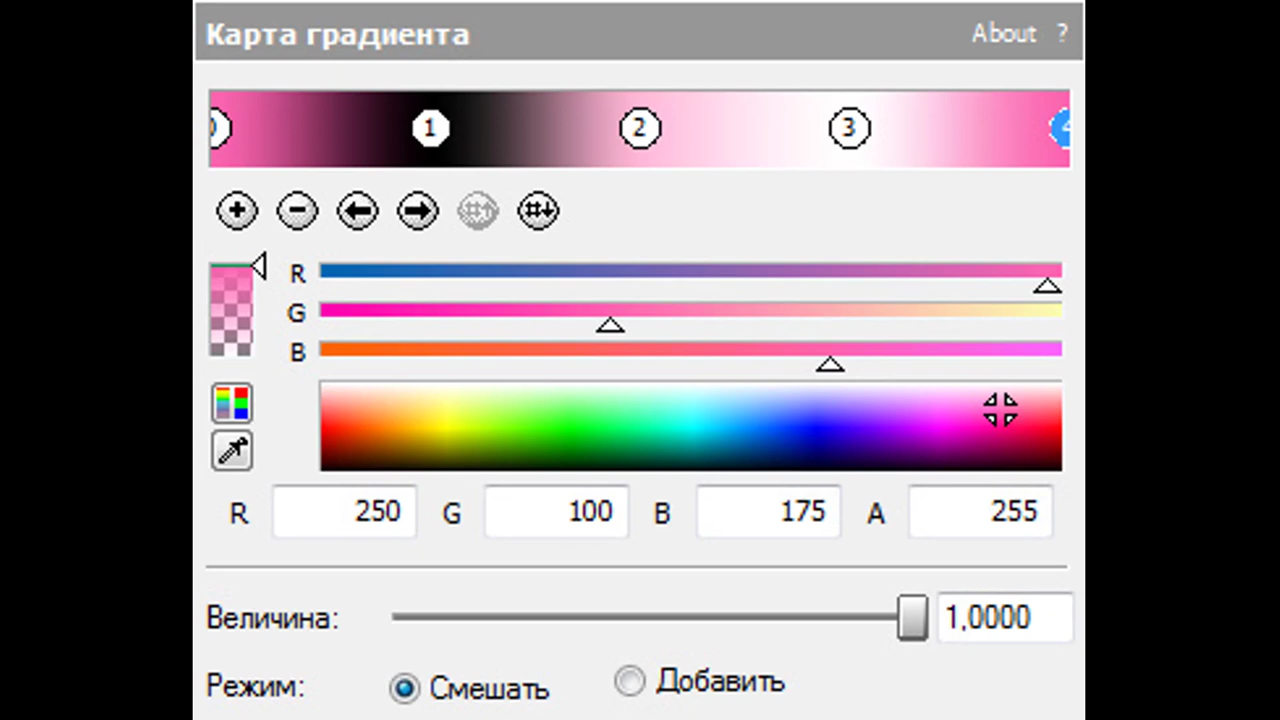 Карта градиента About ?
1 2 3
R
G
B
R 250 G 100 B 175 A 255
Величина: 1,0000
Режим: Смешать Добавить